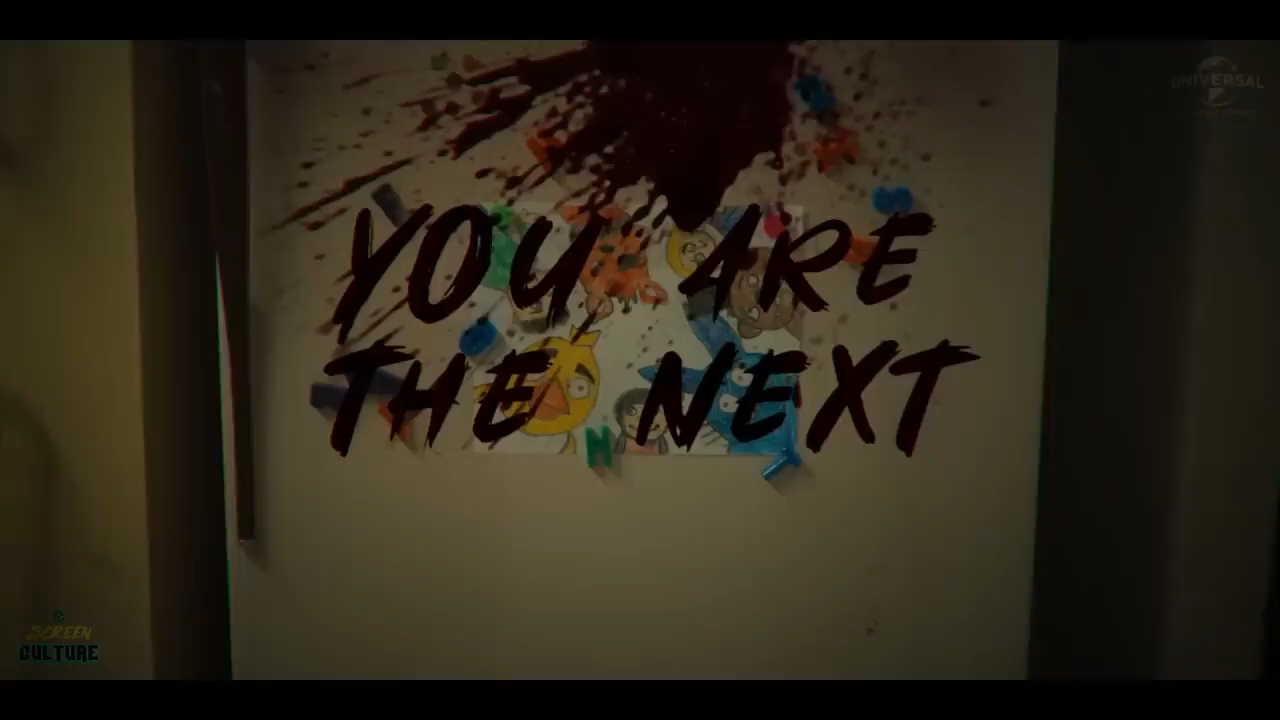 UNIVERSAL
YOU ARE
THE NEXT
N
SCREEN
CULTURE